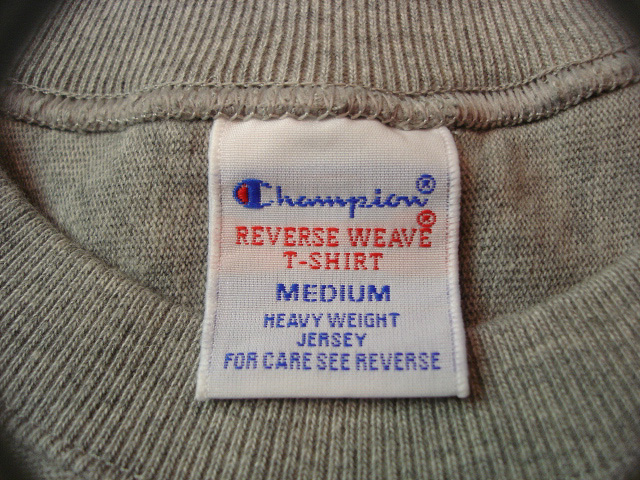 Champion®
REVERSE WEAVE®
T-SHIRT
MEDIUM
HEAVY WEIGHT
JERSEY
FOR CARE SEE REVERSE